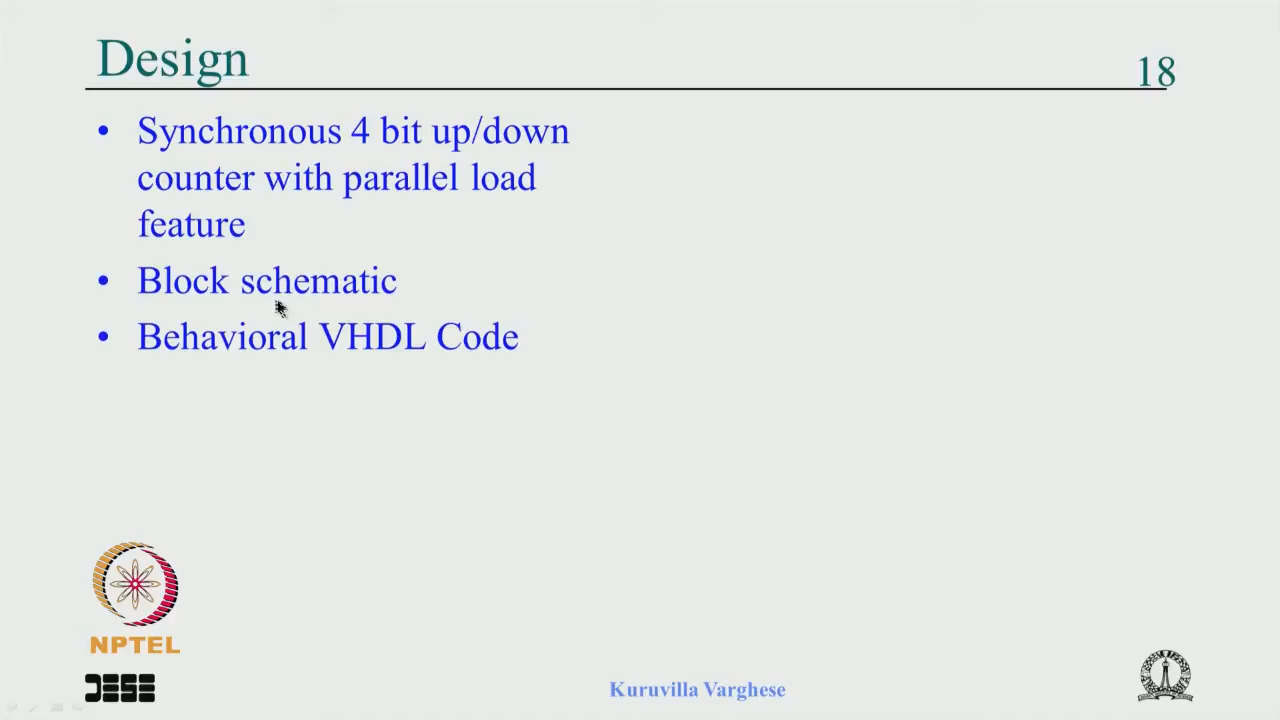 Design
18
• Synchronous 4 bit up/down
counter with parallel load
feature
• Block schematic
• Behavioral VHDL Code
NPTEL
DESE
Kuruvilla Varghese